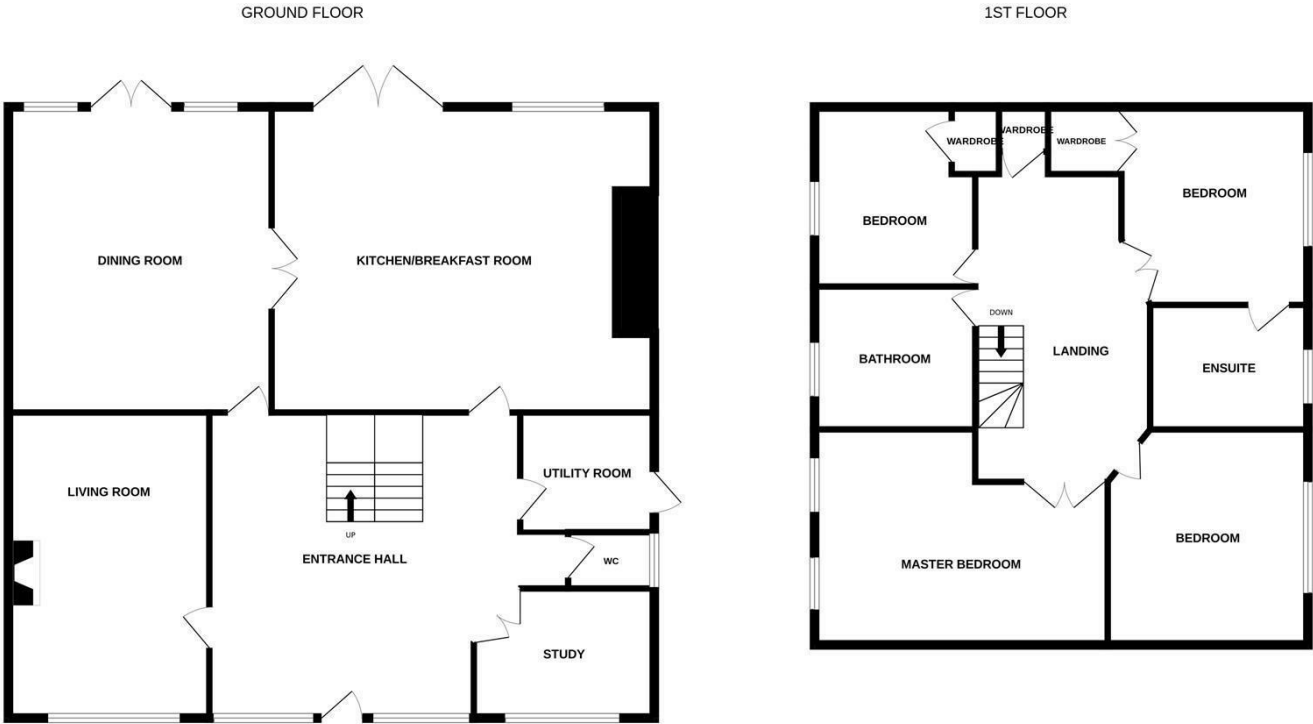 GROUND FLOOR
DINING ROOM
KITCHEN/BREAKFAST ROOM
LIVING ROOM
UTILITY ROOM
UP
ENTRANCE HALL
WC
STUDY
1ST FLOOR
WARDROBE
WARDROBE
WARDROBE
BEDROOM
BEDROOM
DOWN
BATHROOM
LANDING
ENSUITE
MASTER BEDROOM
BEDROOM